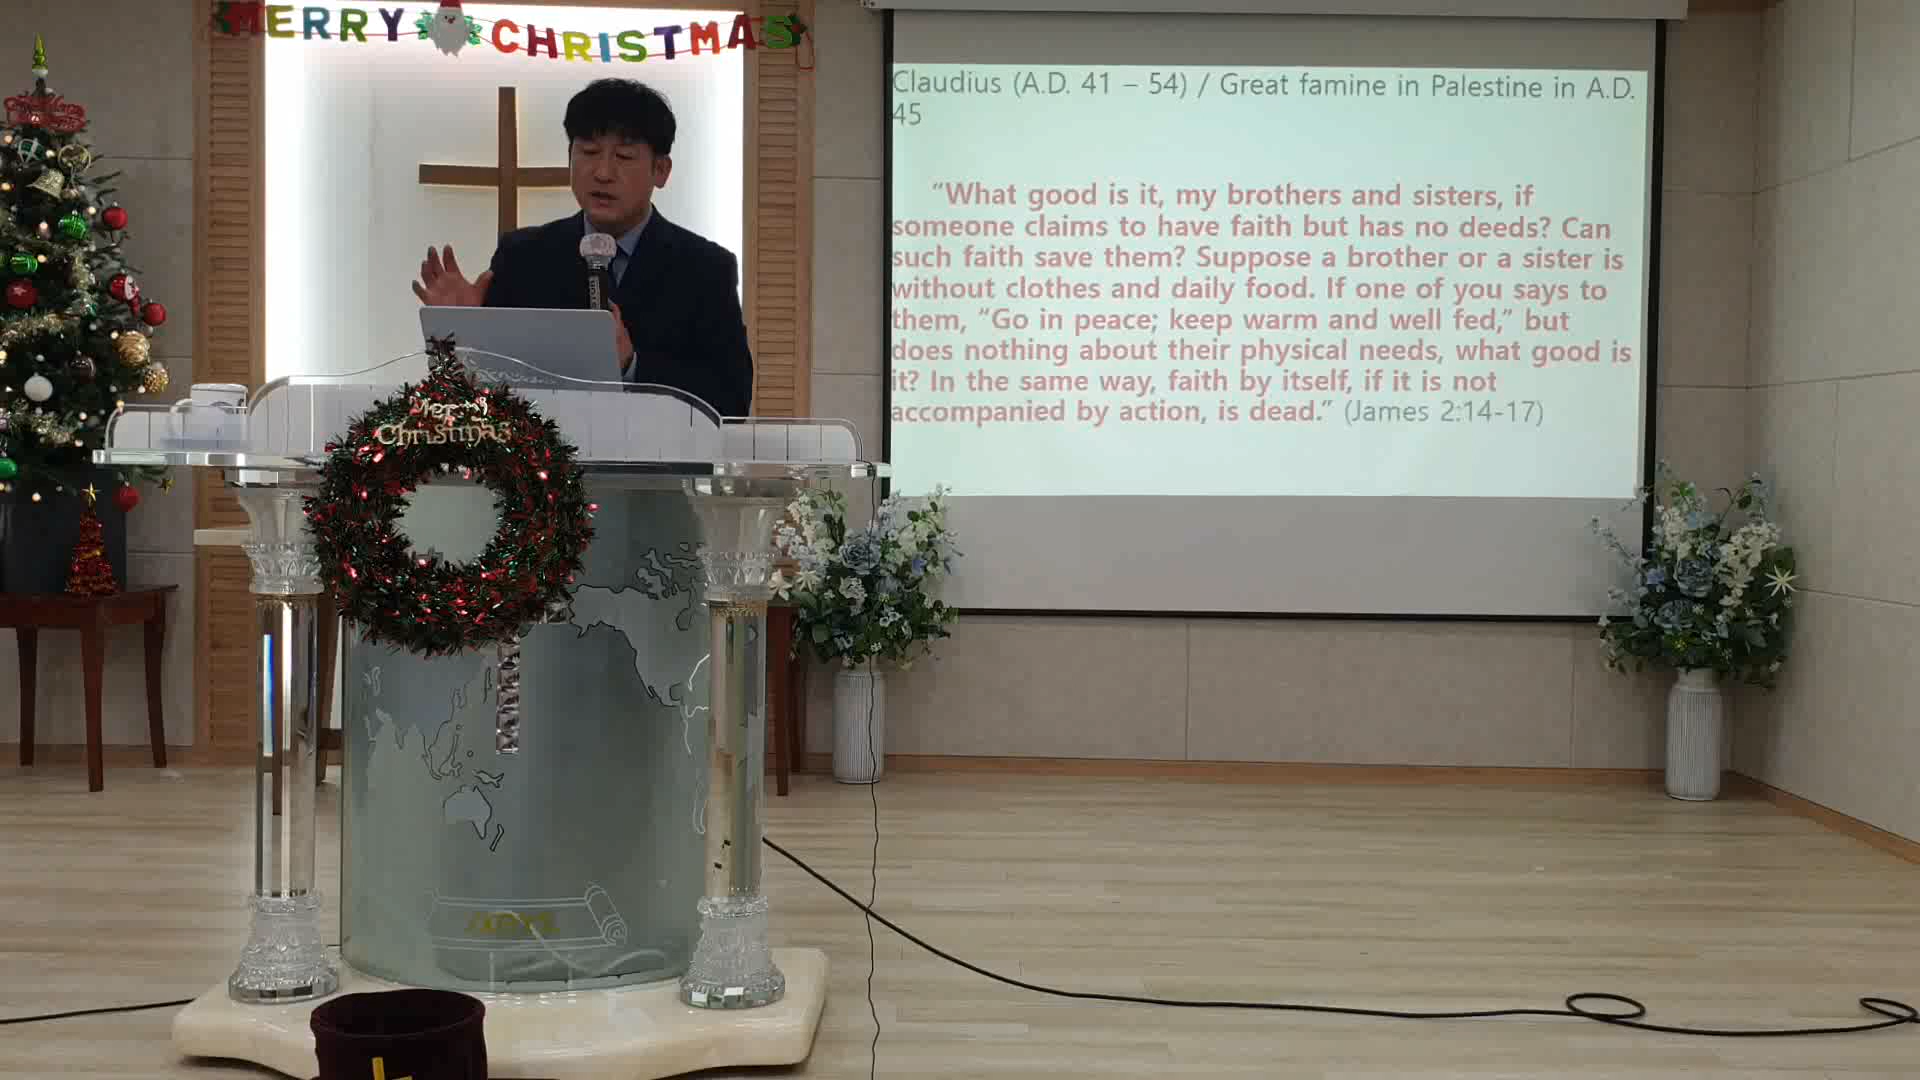 MERRY CHRISTMAS
Claudius (A.D. 41 – 54) / Great famine in Palestine in A.D.
45
“What good is it, my brothers and sisters, if
someone claims to have faith but has no deeds? Can
such faith save them? Suppose a brother or a sister is
without clothes and daily food. If one of you says to
them, “Go in peace; keep warm and well fed,” but
does nothing about their physical needs, what good is
it? In the same way, faith by itself, if it is not
accompanied by action, is dead.” (James 2:14-17)
Merry
Christmas